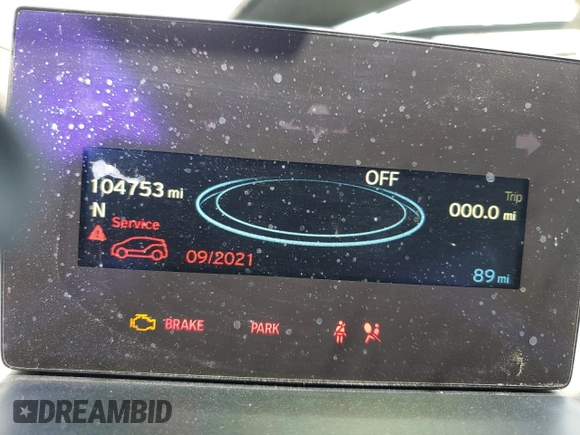 OFF
104753 mi
Trip
000.0 mi
N
Service
09/2021
89 mi
BRAKE
PARK
DREAMBID